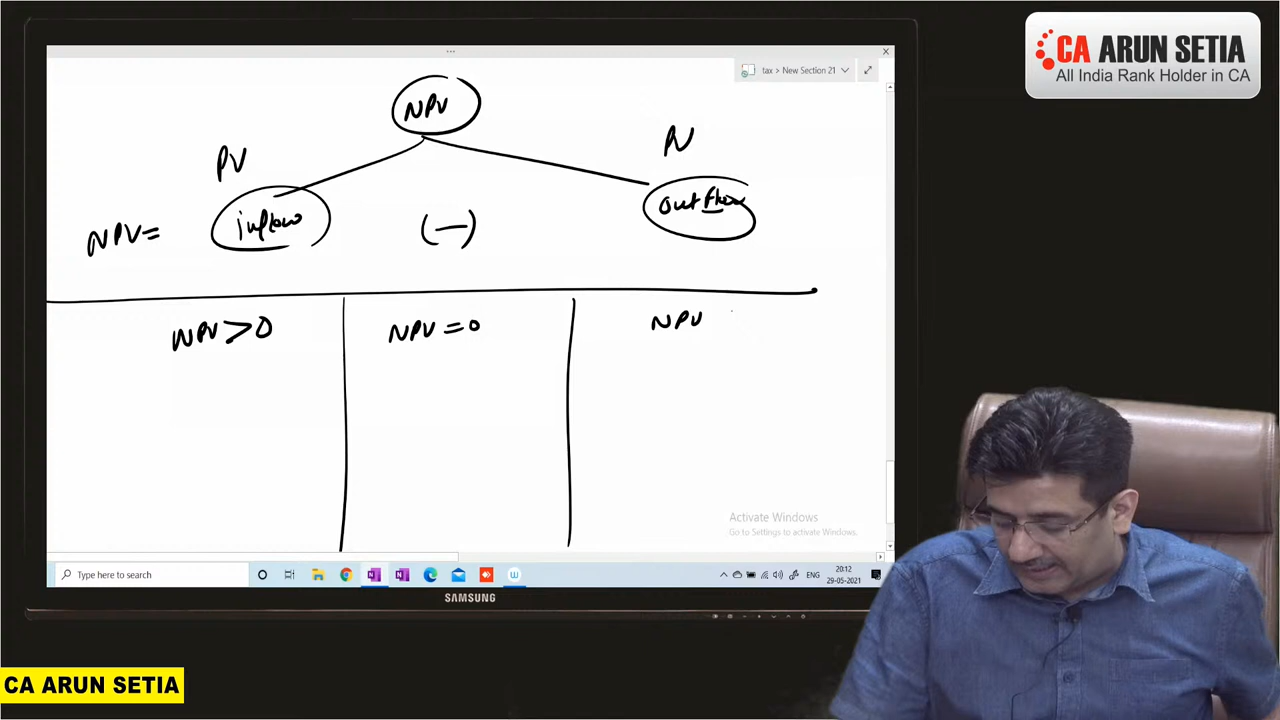 CA ARUN SETIA
All India Rank Holder in CA
tax > New Section 21
NPV
PV
PV
NPV = inflow (—) outflow
NPV > 0
NPV = 0
NPV
Activate Windows
Go to Settings to activate Windows.
Type here to search
ENG
20:12
29-05-2021
SAMSUNG
CA ARUN SETIA